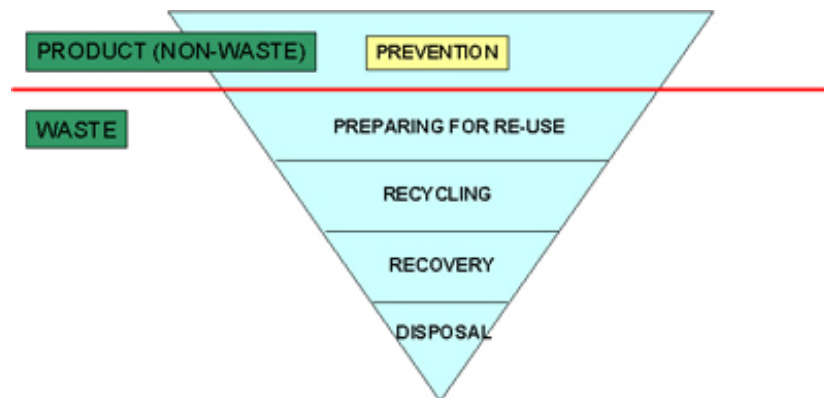 PRODUCT (NON-WASTE)
PREVENTION
WASTE
PREPARING FOR RE-USE
RECYCLING
RECOVERY
DISPOSAL